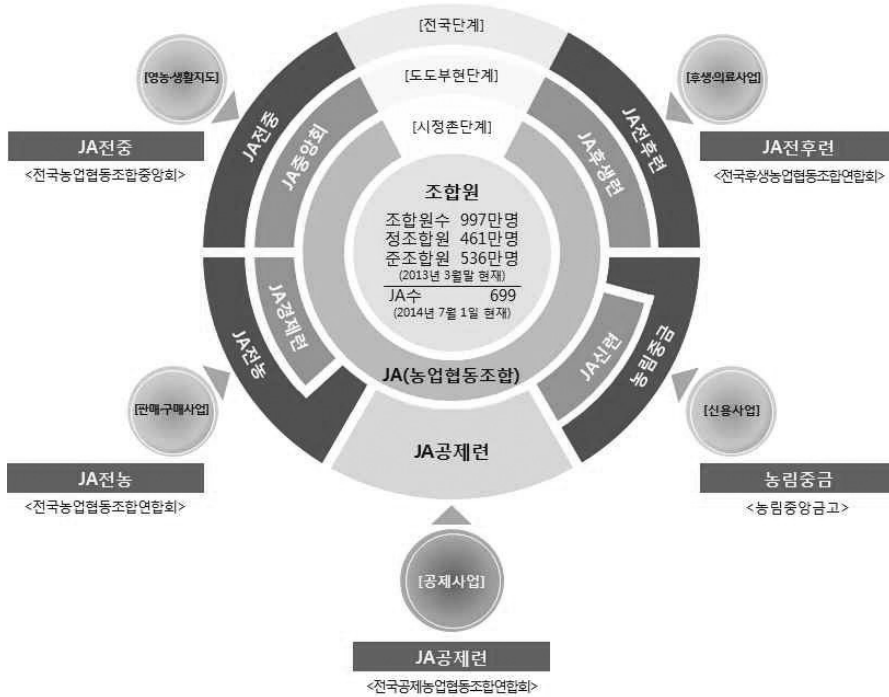 [전국단계]
[도도부현단계]
[시정촌단계]
[영농·생활지도]
JA전중
<전국농업협동조합중앙회>
[후생·의료사업]
JA전후련
<전국후생농업협동조합연합회>
JA전중
JA중앙회
JA후생련
JA전후련
조합원
조합원수 997만명
정조합원 461만명
준조합원 536만명
(2013년 3월말 현재)
JA수 699
(2014년 7월 1일 현재)
JA경제련
JA전농
JA(농업협동조합)
JA신련
농림중금
JA공제련
[판매·구매사업]
JA전농
<전국농업협동조합연합회>
[신용사업]
농림중금
<농림중앙금고>
[공제사업]
JA공제련
<전국공제농업협동조합연합회>